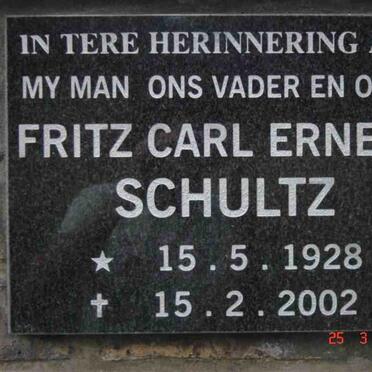 IN TERE HERINNERING A
MY MAN ONS VADER EN O
FRITZ CARL ERNE
SCHULTZ
★ 15 . 5 . 1928
✝ 15 . 2 . 2002
25 3